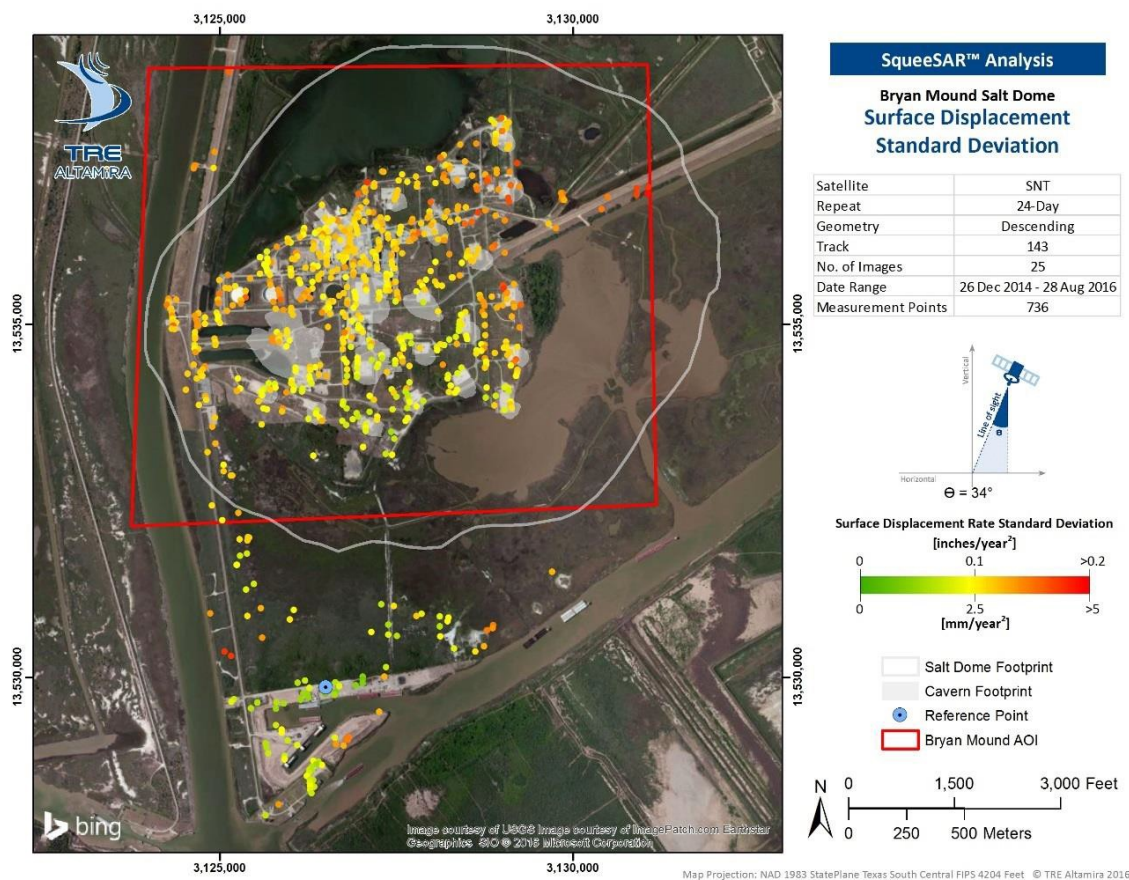 3,125,000
3,130,000
TRE
ALTAMIRA
13,535,000
13,535,000
13,530,000
13,530,000
bing
Image courtesy of USGS Image courtesy of ImagePatch.com Earthstar
Geographics SIO © 2016 Microsoft Corporation
3,125,000
3,130,000
SqueeSAR™ Analysis
Bryan Mound Salt Dome
Surface Displacement
Standard Deviation
Satellite SNT
Repeat 24-Day
Geometry Descending
Track 143
No. of Images 25
Date Range 26 Dec 2014 - 28 Aug 2016
Measurement Points 736
Vertical
Line of sight
Horizontal
Θ = 34°
Surface Displacement Rate Standard Deviation
[inches/year²]
0 0.1 >0.2
0 2.5 >5
[mm/year²]
Salt Dome Footprint
Cavern Footprint
Reference Point
Bryan Mound AOI
N
0 1,500 3,000 Feet
0 250 500 Meters
Map Projection: NAD 1983 StatePlane Texas South Central FIPS 4204 Feet © TRE Altamira 2016